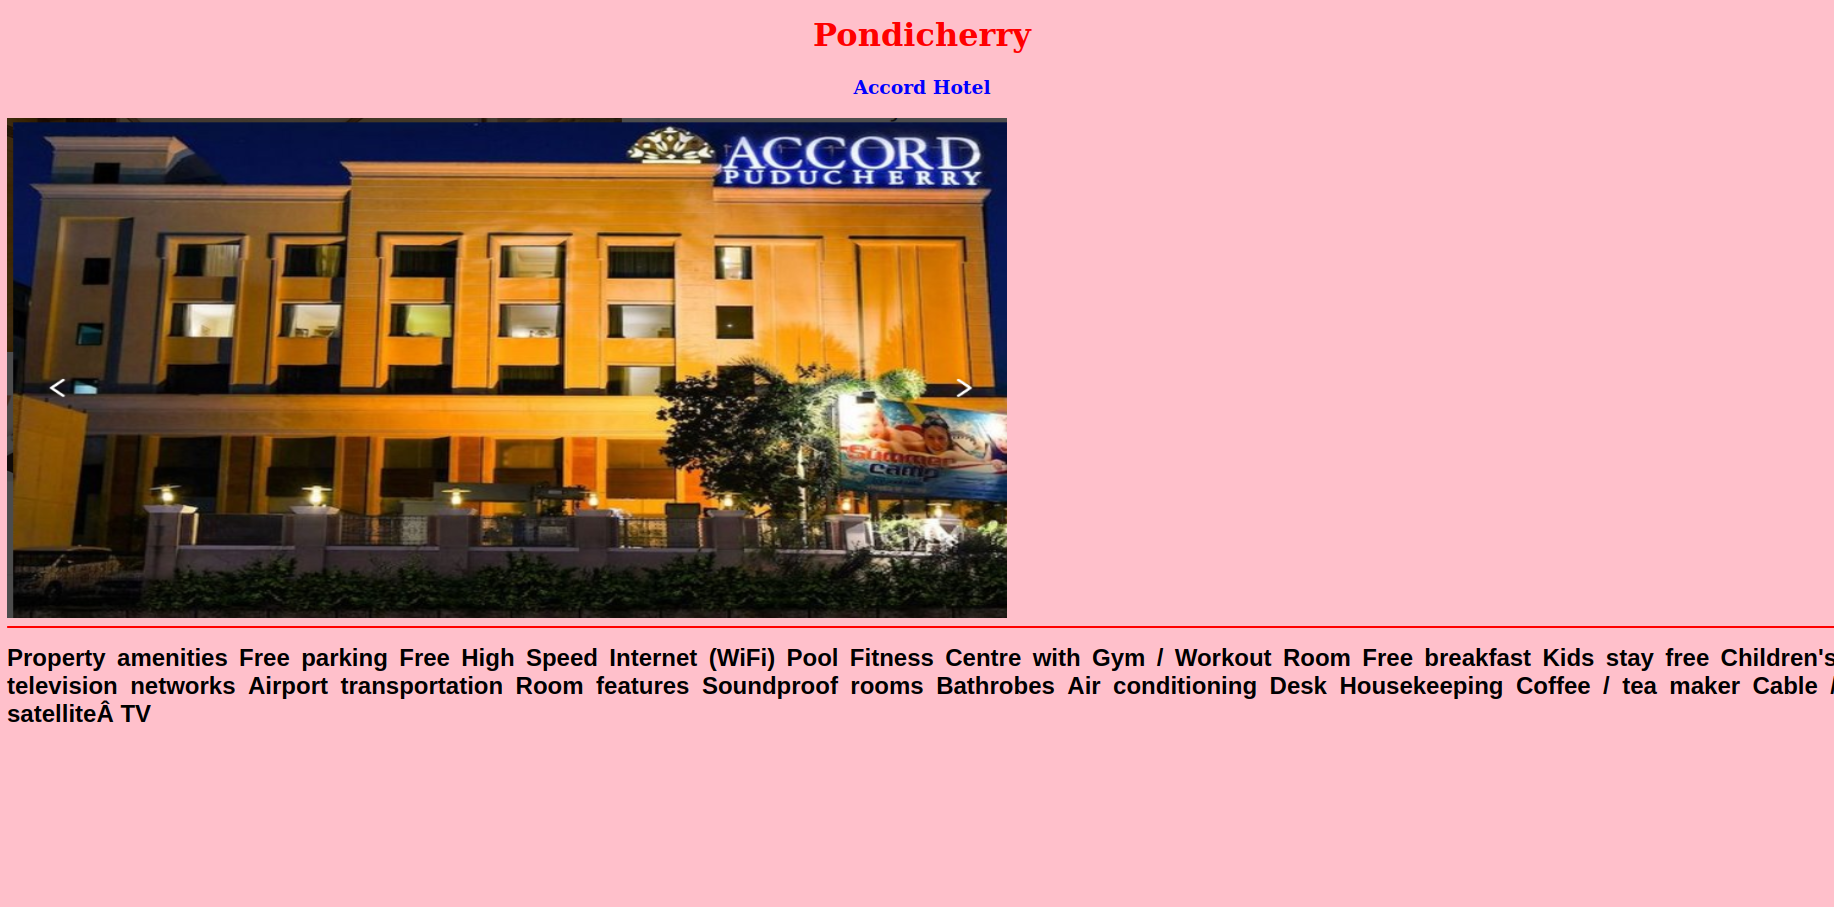 Pondicherry
Accord Hotel
ACCORD
PUDUCHERRY
Summer
camp
Property amenities Free parking Free High Speed Internet (WiFi) Pool Fitness Centre with Gym / Workout Room Free breakfast Kids stay free Children's
television networks Airport transportation Room features Soundproof rooms Bathrobes Air conditioning Desk Housekeeping Coffee / tea maker Cable /
satelliteÂ TV